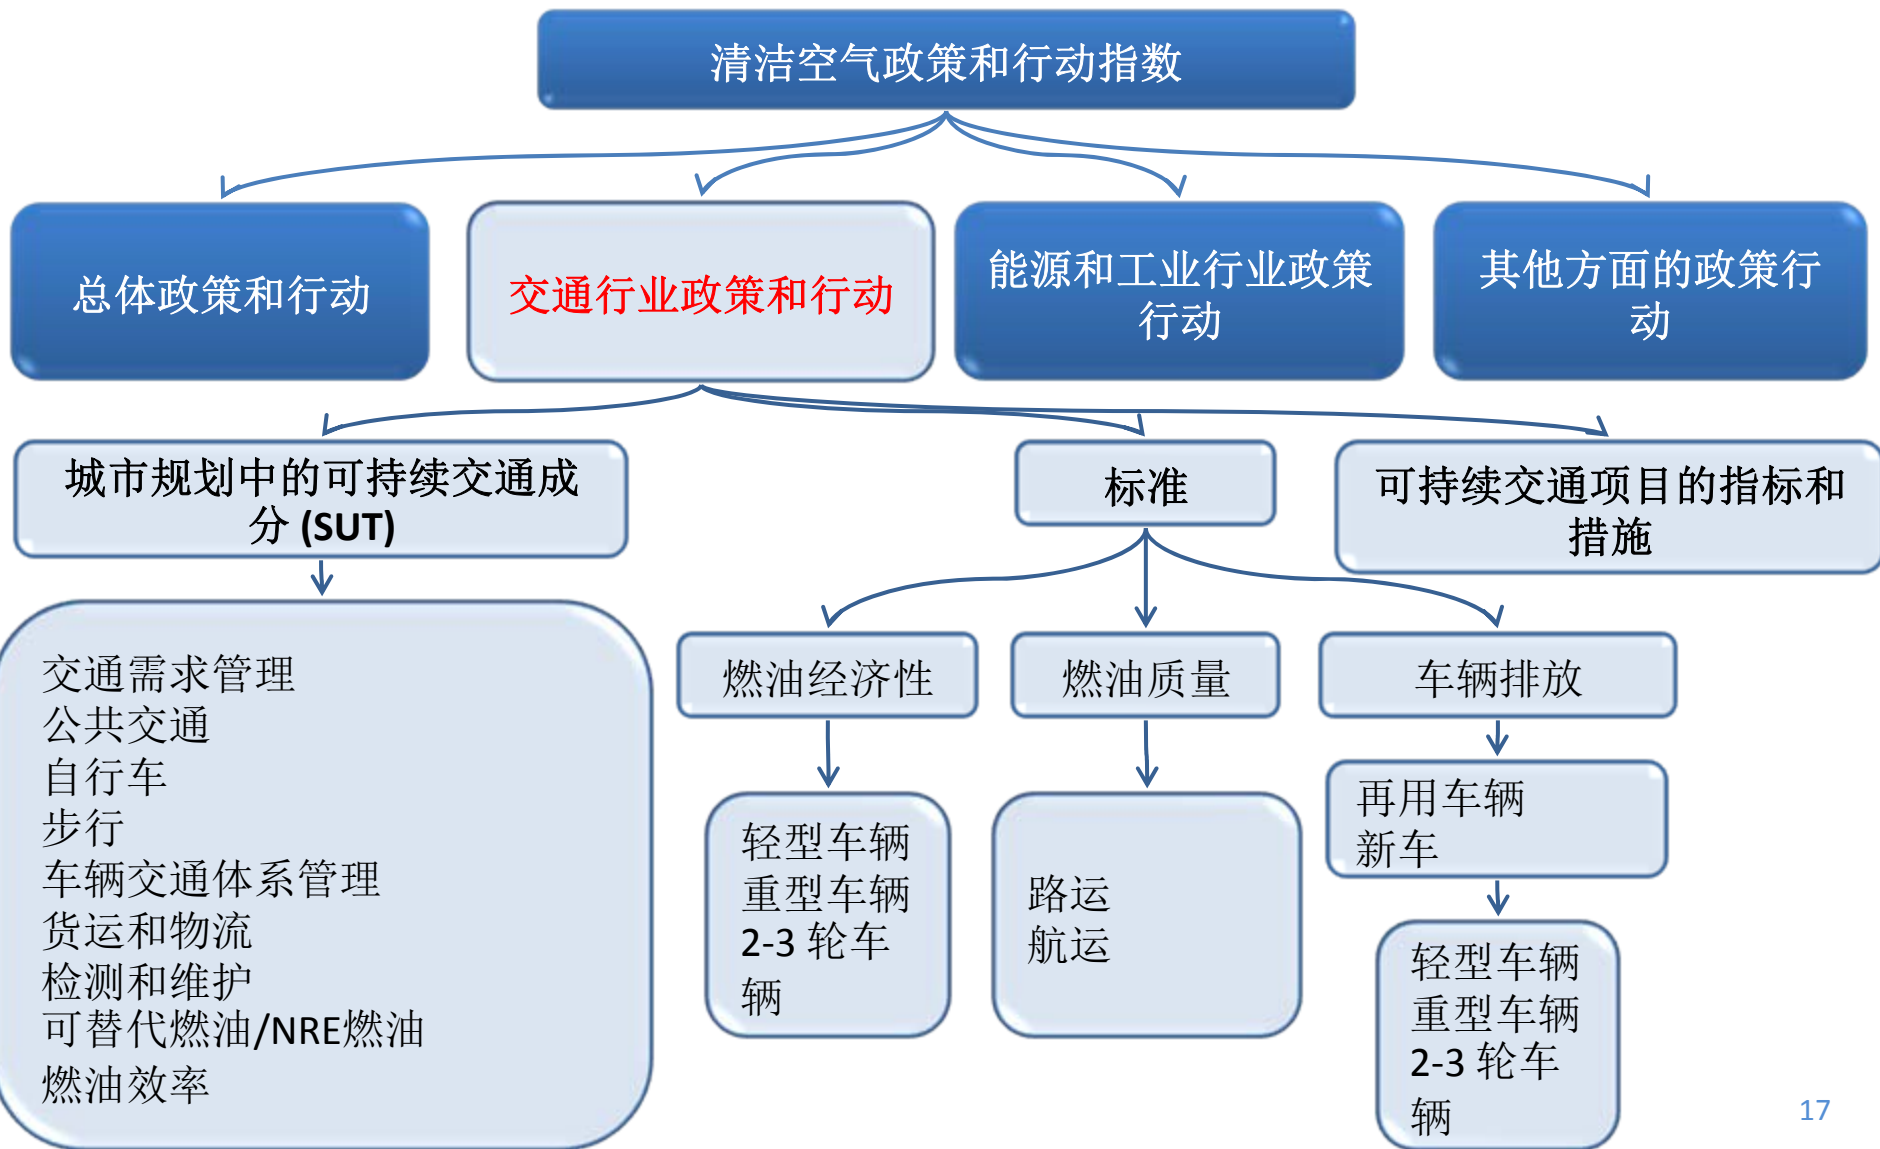 清洁空气政策和行动指数
总体政策和行动
交通行业政策和行动
能源和工业行业政策
行动
其他方面的政策行
动
城市规划中的可持续交通成
分 (SUT)
标准
可持续交通项目的指标和
措施
交通需求管理
公共交通
自行车
步行
车辆交通体系管理
货运和物流
检测和维护
可替代燃油/NRE燃油
燃油效率
燃油经济性
燃油质量
车辆排放
轻型车辆
重型车辆
2-3 轮车
辆
路运
航运
再用车辆
新车
轻型车辆
重型车辆
2-3 轮车
辆
17